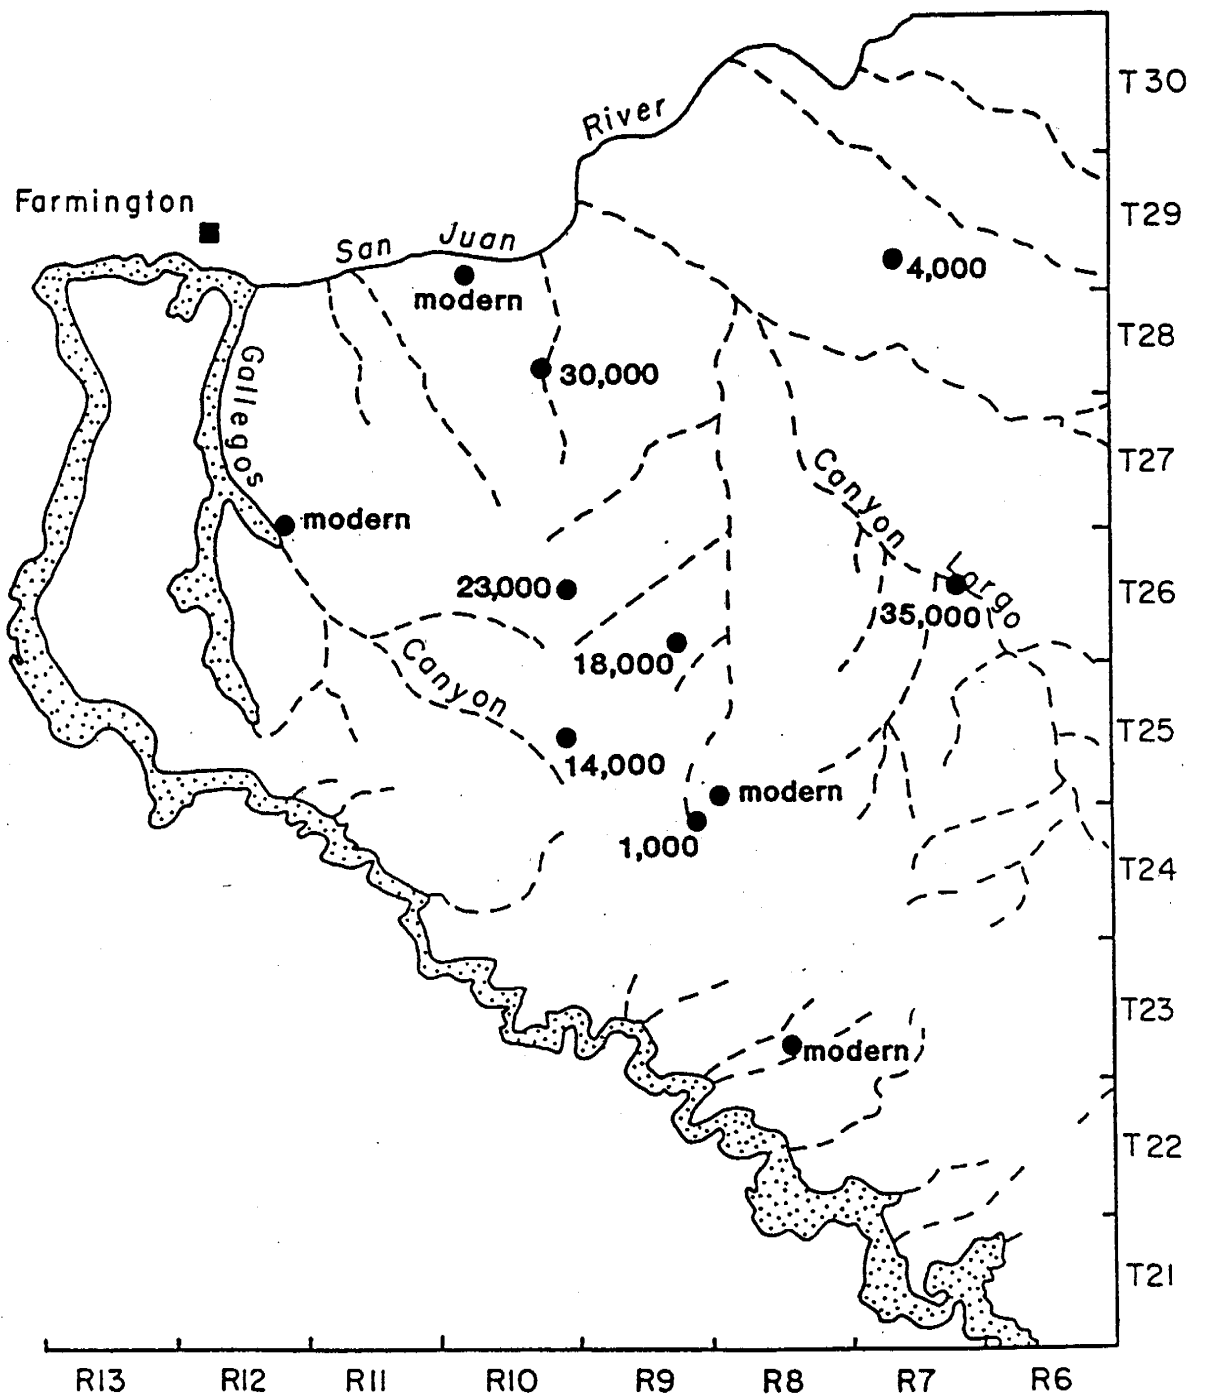 T30
River
Farmington
T29
San Juan
4,000
modern
T28
Gallegos
30,000
T27
Canyon
modern
Largo
23,000
T26
35,000
18,000
Canyon
T25
14,000
modern
1,000
T24
T23
modern
T22
T21
R13 R12 R11 R10 R9 R8 R7 R6